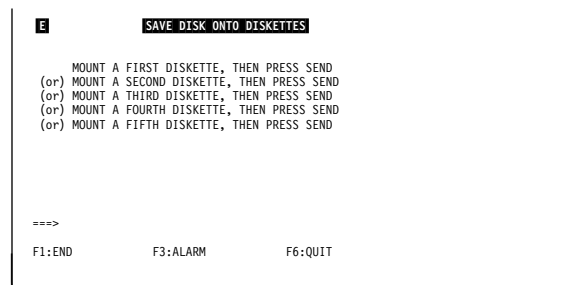 E SAVE DISK ONTO DISKETTES
MOUNT A FIRST DISKETTE, THEN PRESS SEND
(or) MOUNT A SECOND DISKETTE, THEN PRESS SEND
(or) MOUNT A THIRD DISKETTE, THEN PRESS SEND
(or) MOUNT A FOURTH DISKETTE, THEN PRESS SEND
(or) MOUNT A FIFTH DISKETTE, THEN PRESS SEND
===>
F1:END F3:ALARM F6:QUIT